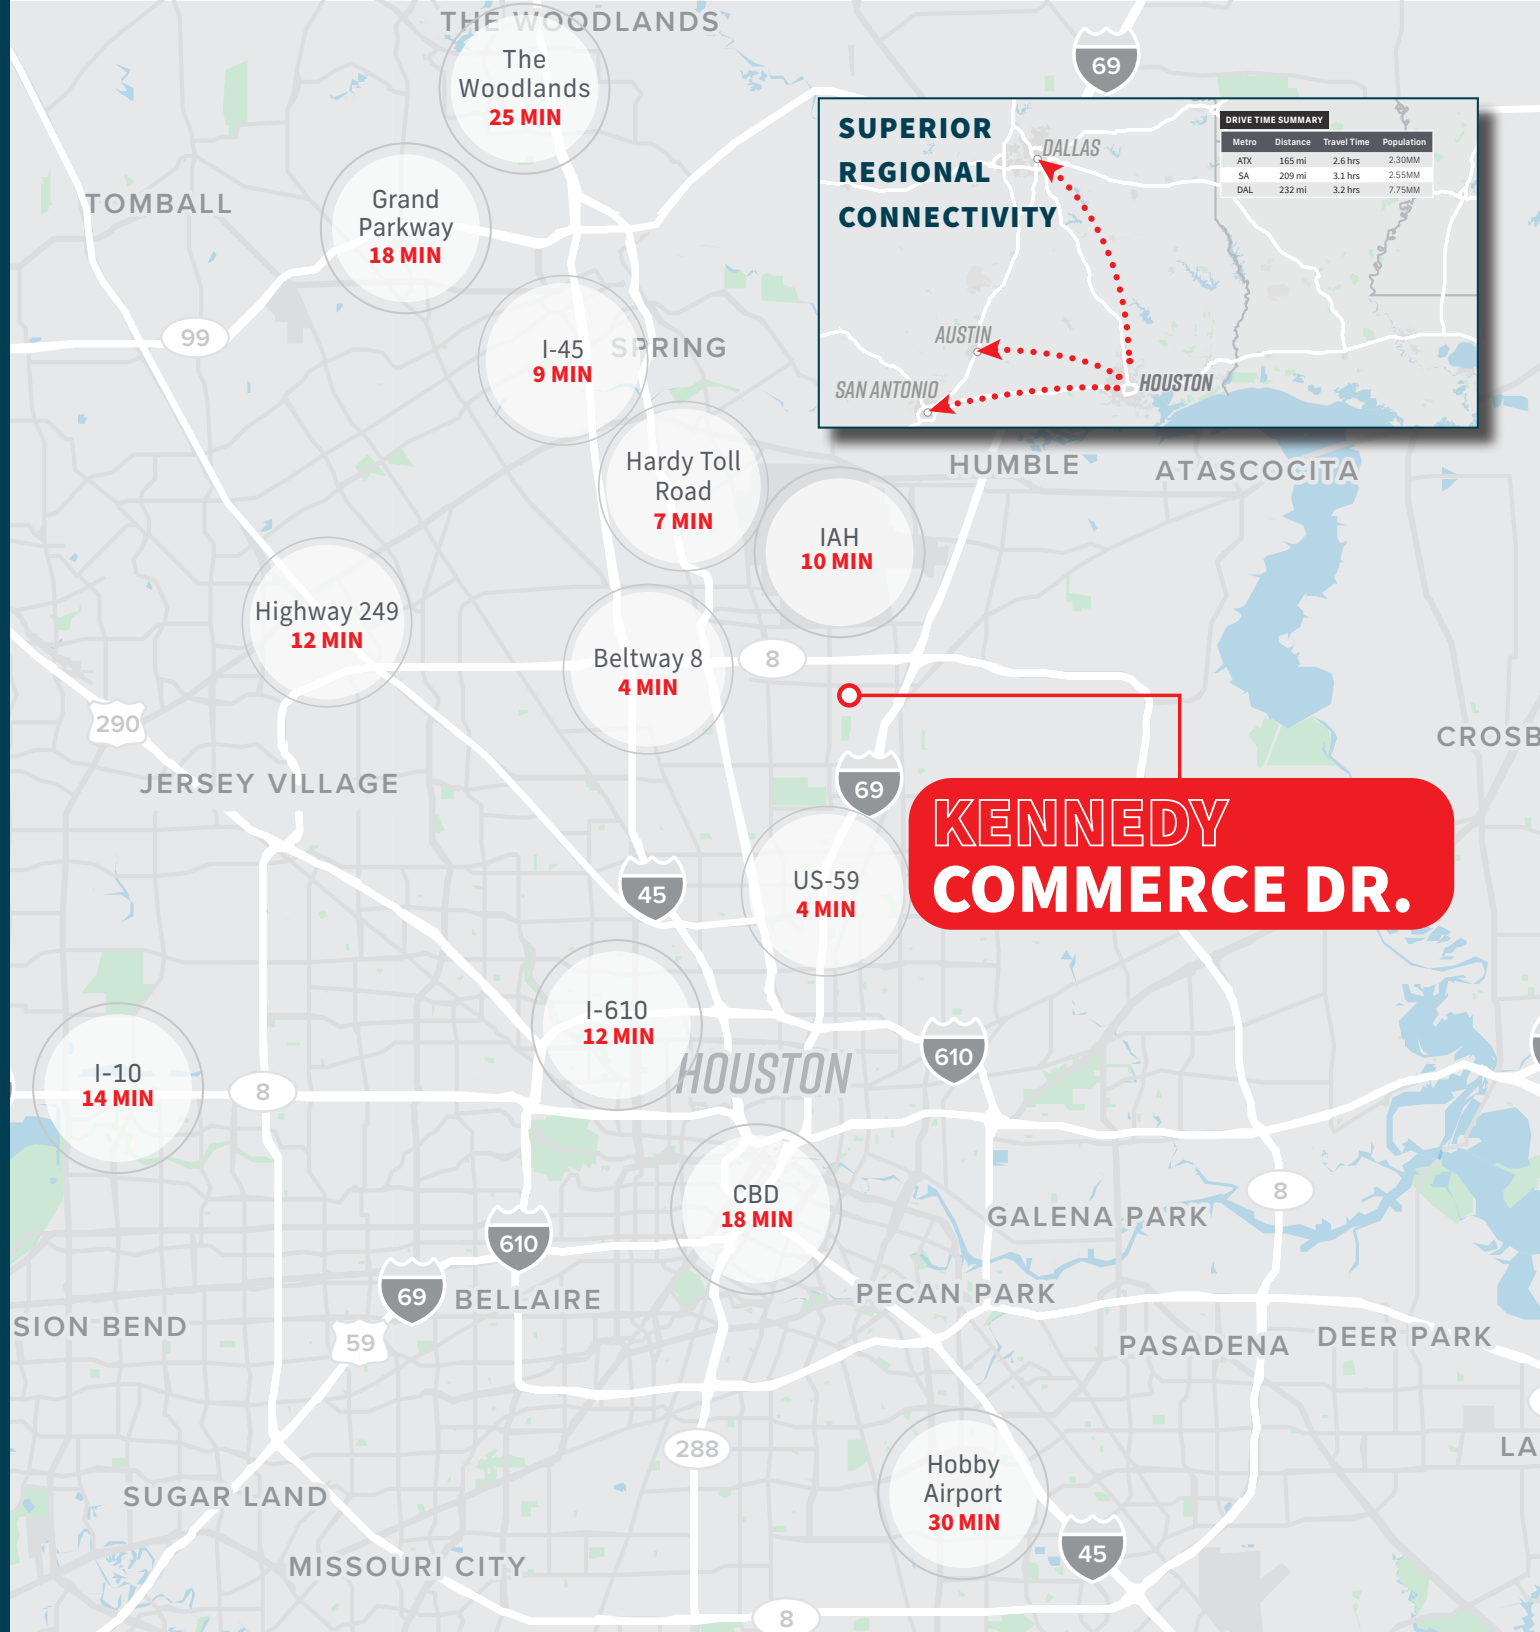 THE WOODLANDS
The
Woodlands
25 MIN
69
SUPERIOR
REGIONAL
CONNECTIVITY
DALLAS
AUSTIN
SAN ANTONIO
HOUSTON
DRIVE TIME SUMMARY
Metro Distance Travel Time Population
ATX 165 mi 2.6 hrs 2.30MM
SA 209 mi 3.1 hrs 2.55MM
DAL 232 mi 3.2 hrs 7.75MM
TOMBALL
Grand
Parkway
18 MIN
99
I-45
9 MIN
SPRING
Hardy Toll
Road
7 MIN
HUMBLE
ATASCOCITA
IAH
10 MIN
Highway 249
12 MIN
Beltway 8
4 MIN
8
290
CROSB
JERSEY VILLAGE
69
KENNEDY
COMMERCE DR.
45
US-59
4 MIN
I-610
12 MIN
HOUSTON
610
I-10
14 MIN
8
CBD
18 MIN
8
GALENA PARK
610
69
BELLAIRE
PECAN PARK
SION BEND
59
PASADENA
DEER PARK
288
LA
Hobby
Airport
30 MIN
SUGAR LAND
45
MISSOURI CITY
8